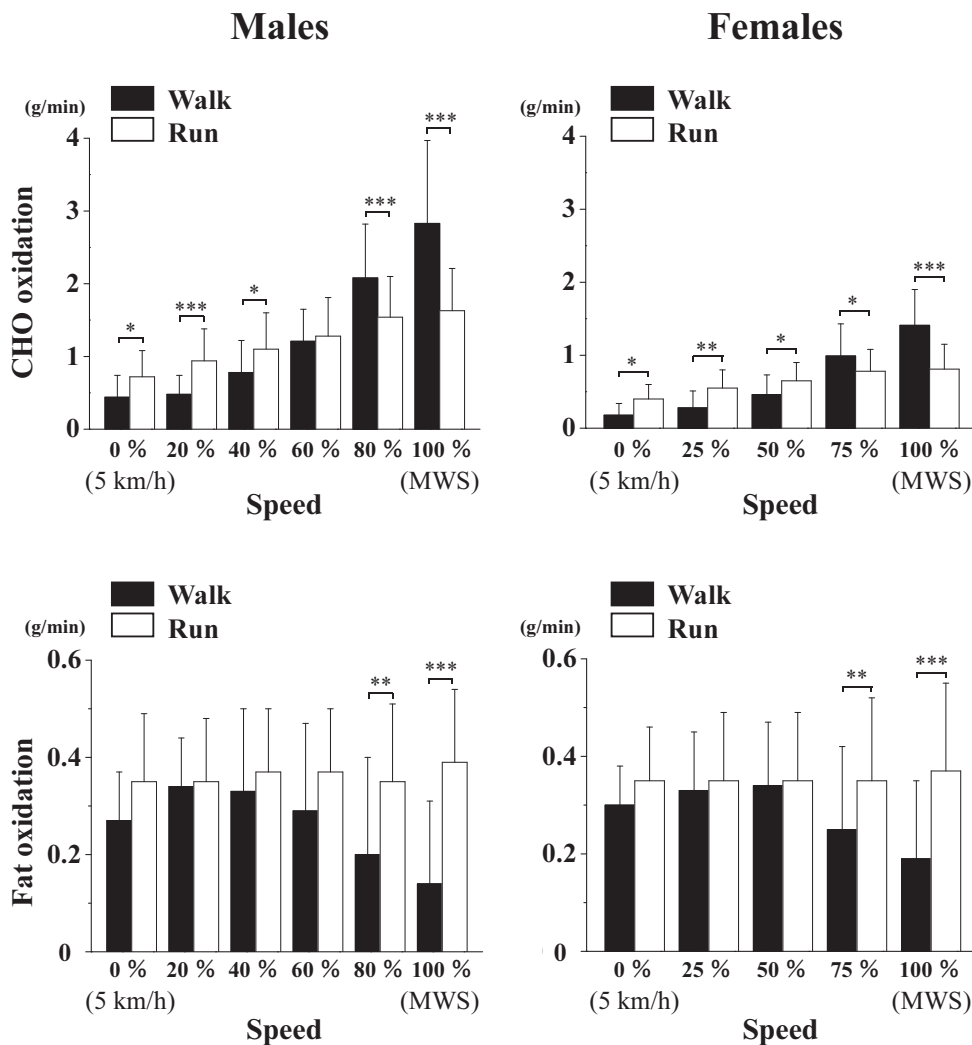 Males
(g/min)
Walk
Run
CHO oxidation
4
3
2
1
0
*
***
*
***
***
0 % 20 % 40 % 60 % 80 % 100 %
(5 km/h) (MWS)
Speed
Females
(g/min)
Walk
Run
4
3
2
1
0
*
**
*
*
***
0 % 25 % 50 % 75 % 100 %
(5 km/h) (MWS)
Speed
(g/min)
Walk
Run
Fat oxidation
0.6
0.4
0.2
0
**
***
0 % 20 % 40 % 60 % 80 % 100 %
(5 km/h) (MWS)
Speed
(g/min)
Walk
Run
0.6
0.4
0.2
0
**
***
0 % 25 % 50 % 75 % 100 %
(5 km/h) (MWS)
Speed